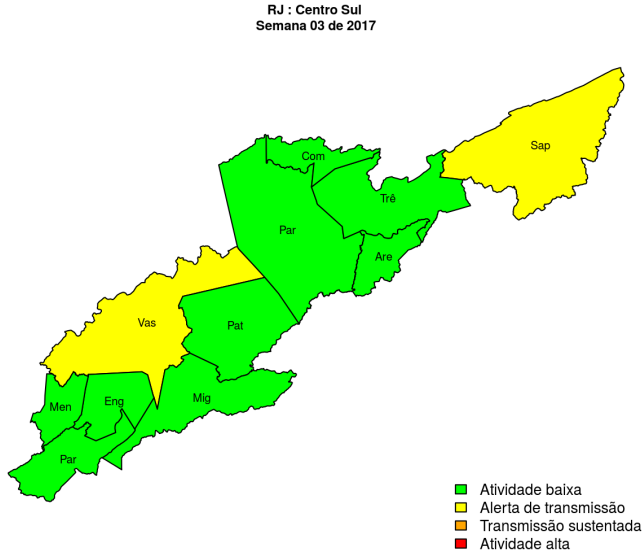 RJ : Centro Sul
Semana 03 de 2017
Sap
Com
Trê
Par
Are
Vas
Pat
Men
Eng
Mig
Par
Atividade baixa
Alerta de transmissão
Transmissão sustentada
Atividade alta